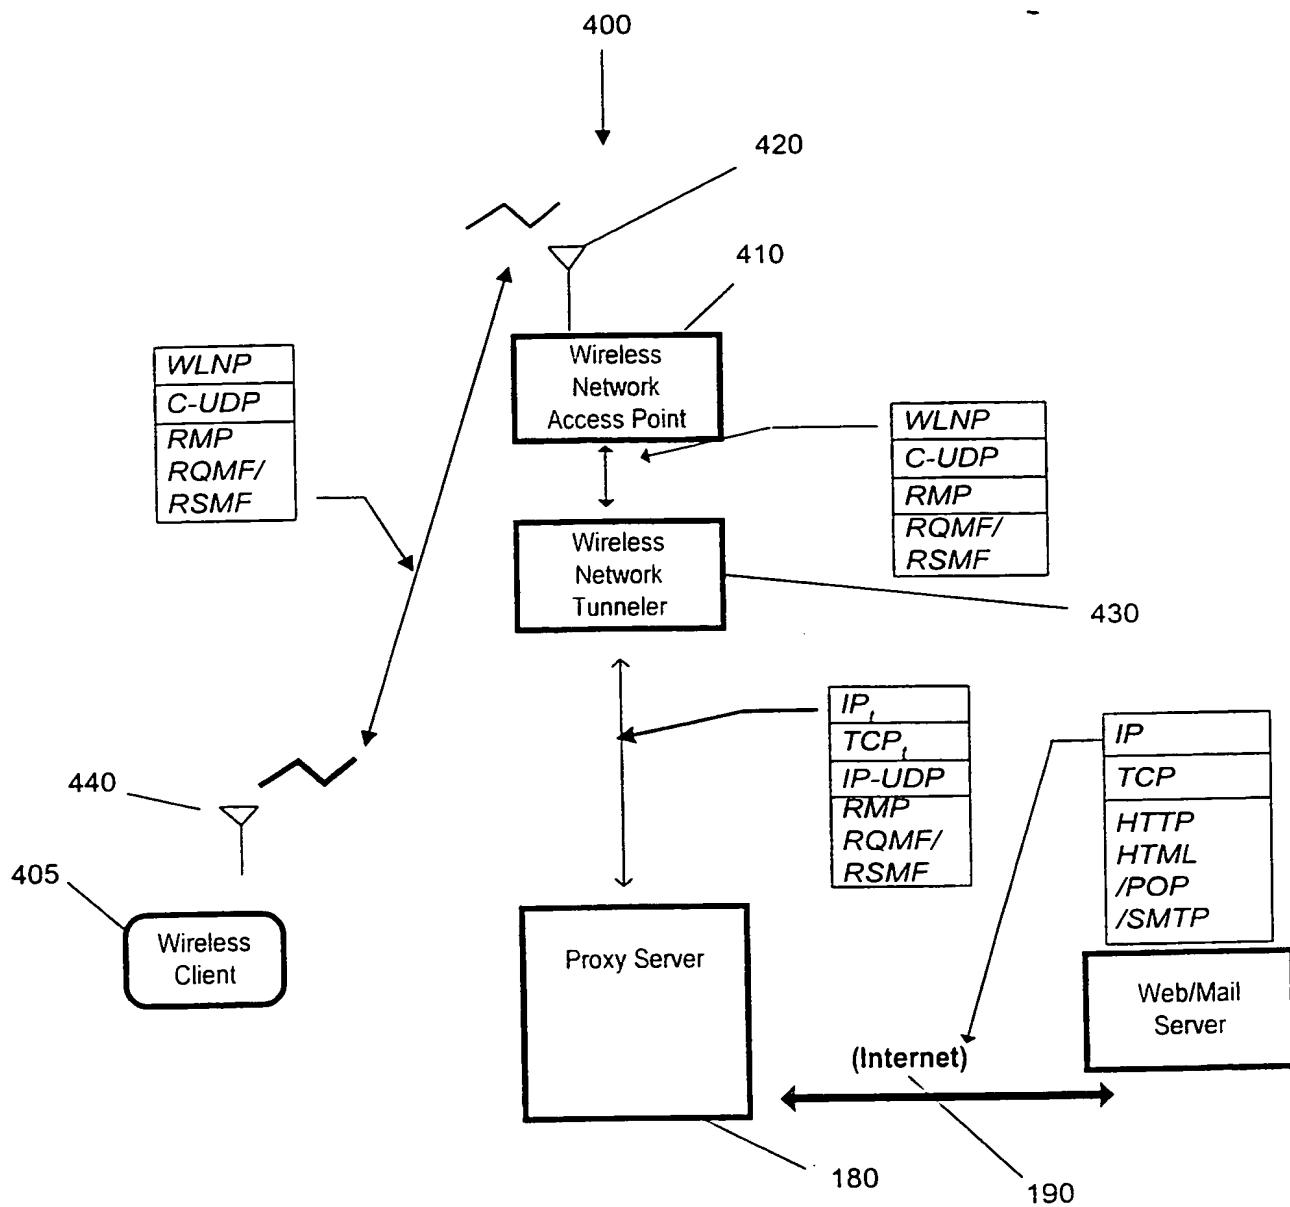 400
420
410
Wireless
Network
Access Point
WLNP
C-UDP
RMP
RQMF/
RSMF
WLNP
C-UDP
RMP
RQMF/
RSMF
Wireless
Network
Tunneler
430
IPt
TCPt
IP-UDP
RMP
RQMF/
RSMF
IP
TCP
HTTP
HTML
/POP
/SMTP
440
405
Wireless
Client
Proxy Server
Web/Mail
Server
(Internet)
180
190